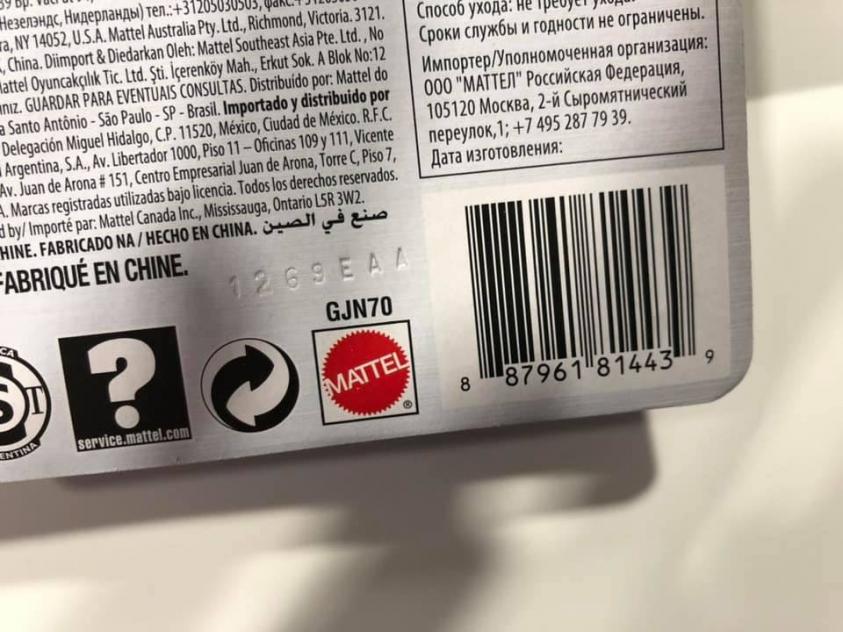 Незелэндс, Нидерланды) тел.:+31205030503, факс.+
NY 14052, U.S.A. Mattel Australia Pty. Ltd., Richmond, Victoria. 3121.
China. Diimport & Diedarkan Oleh: Mattel Southeast Asia Pte. Ltd., No
Mattel Oyuncakçılık Tic. Ltd. Şti. İçerenköy Mah., Erkut Sok. A Blok No:12
GUARDAR PARA EVENTUAIS CONSULTAS. Distribuído por: Mattel do
Santo Antônio - São Paulo - SP - Brasil. Importado y distribuido por
Delegación Miguel Hidalgo, C.P. 11520, México, Ciudad de México. R.F.C.
Argentina, S.A., Av. Libertador 1000, Piso 11 – Oficinas 109 y 111, Vicente
Av. Juan de Arona # 151, Centro Empresarial Juan de Arona, Torre C, Piso 7,
Marcas registradas utilizadas bajo licencia. Todos los derechos reservados.
by/ Importé par: Mattel Canada Inc., Mississauga, Ontario L5R 3W2.
HINE. FABRICADO NA / HECHO EN CHINA. صنع في الصين
FABRIQUÉ EN CHINE.
1269EAA
Способ ухода: не требует ухода.
Сроки службы и годности не ограничены.
Импортер/Уполномоченная организация:
ООО "МАТТЕЛ" Российская Федерация,
105120 Москва, 2-й Сыромятнический
переулок,1; +7 495 287 79 39.
Дата изготовления:
GJN70
MATTEL
®
service.mattel.com
8 87961 81443 9